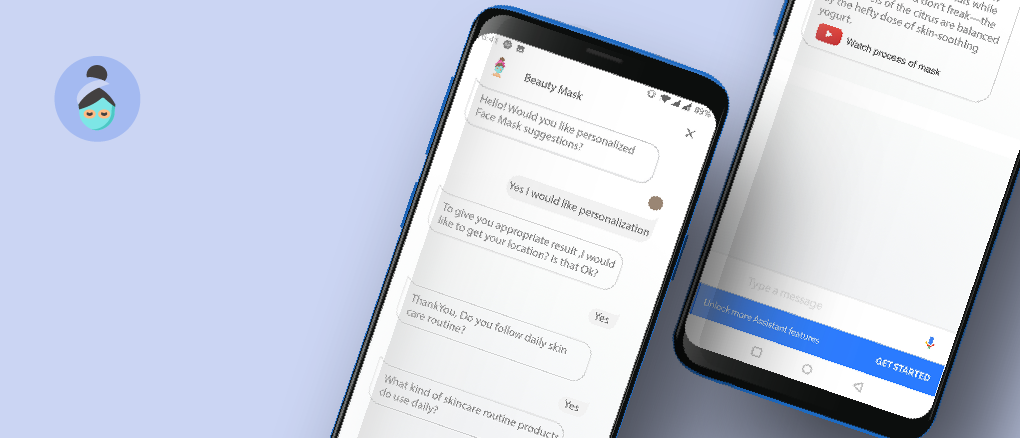 89%
Beauty Mask
Hello! Would you like personalized
Face Mask suggestions?
Yes I would like personalization
To give you appropriate result ,I would
like to get your location? Is that Ok?
Yes
ThankYou, Do you follow daily skin
care routine?
Yes
What kind of skincare routine products
do use daily?
while
don't freak—the
of the citrus are balanced
by the hefty dose of skin-soothing
yogurt.
Watch process of mask
Type a message
Unlock more Assistant features
GET STARTED